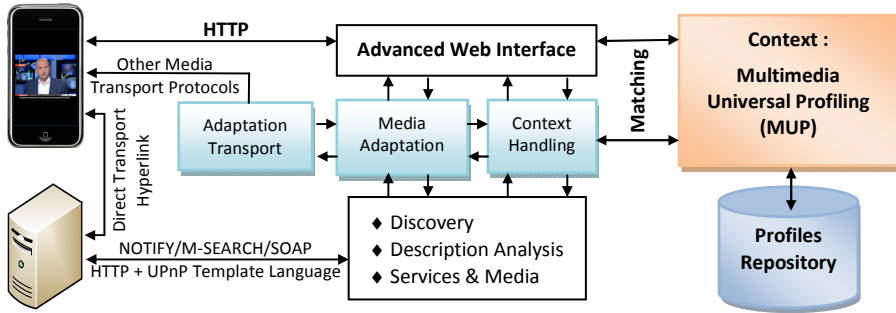 HTTP
Advanced Web Interface
Context :
Multimedia
Universal Profiling
(MUP)
Matching
Other Media
Transport Protocols
Adaptation
Transport
Media
Adaptation
Context
Handling
Direct Transport
Hyperlink
♦ Discovery
♦ Description Analysis
♦ Services & Media
NOTIFY/M-SEARCH/SOAP
HTTP + UPnP Template Language
Profiles
Repository